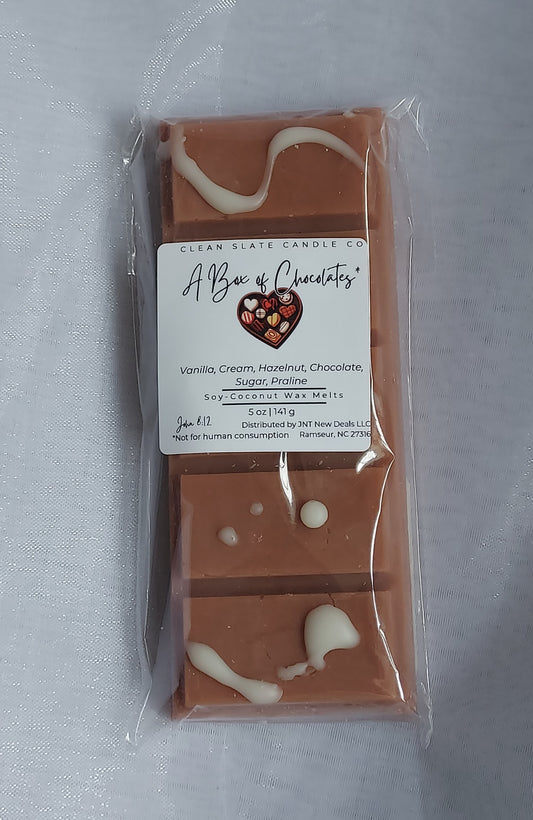 CLEAN SLATE CANDLE CO
A Box of Chocolates*
Vanilla, Cream, Hazelnut, Chocolate,
Sugar, Praline
Soy-Coconut Wax Melts
5 oz | 141 g
John 8:12 Distributed by JNT New Deals LLC
*Not for human consumption Ramseur, NC 27316